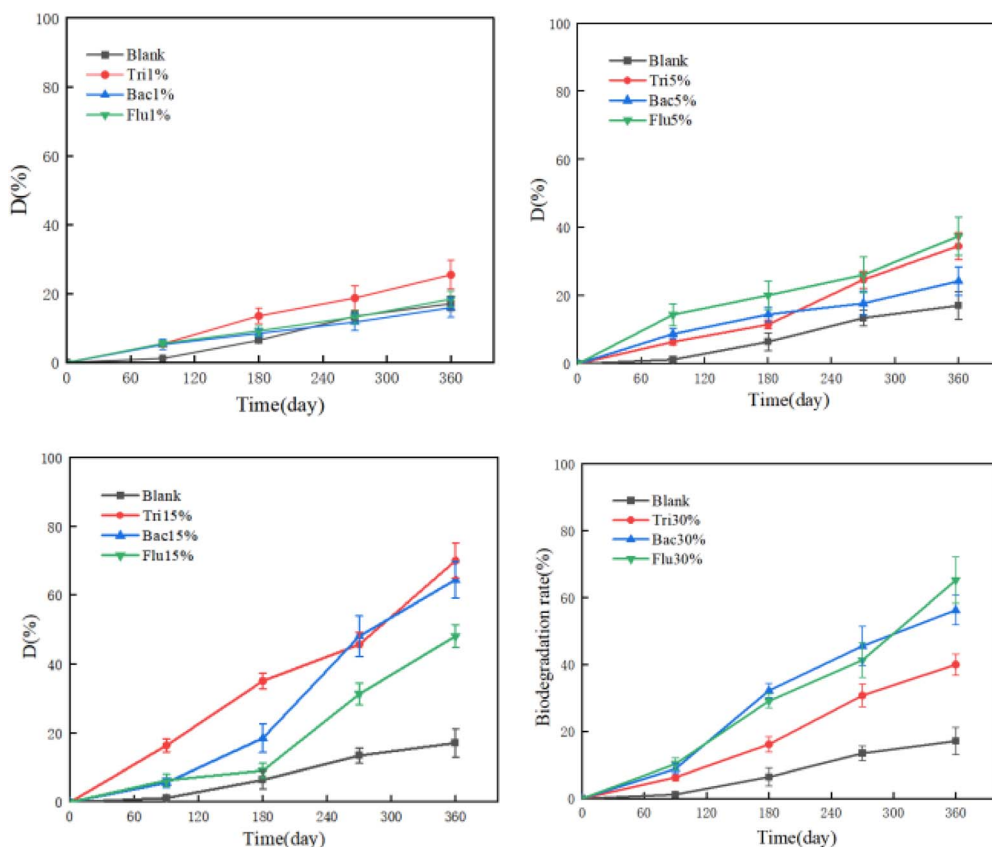 100
80
60
40
20
0
D(%)
Blank
Tri1%
Bac1%
Flu1%
0 60 120 180 240 300 360
Time(day)
100
80
60
40
20
0
D(%)
Blank
Tri5%
Bac5%
Flu5%
0 60 120 180 240 300 360
Time(day)
100
80
60
40
20
0
D(%)
Blank
Tri15%
Bac15%
Flu15%
0 60 120 180 240 300 360
Time(day)
100
80
60
40
20
0
Biodegradation rate(%)
Blank
Tri30%
Bac30%
Flu30%
0 60 120 180 240 300 360
Time(day)